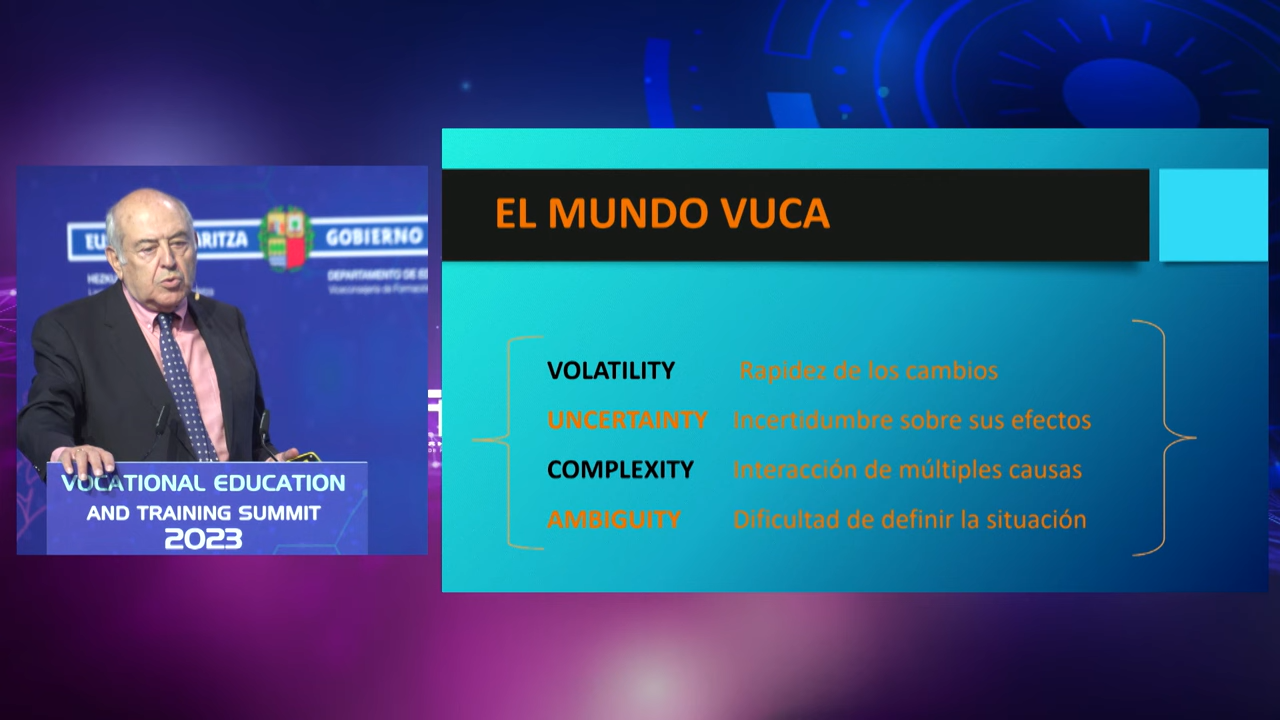 GOBIERNO
VOCATIONAL EDUCATION
AND TRAINING SUMMIT
2023
EL MUNDO VUCA
VOLATILITY Rapidez de los cambios
UNCERTAINTY Incertidumbre sobre sus efectos
COMPLEXITY Interacción de múltiples causas
AMBIGUITY Dificultad de definir la situación